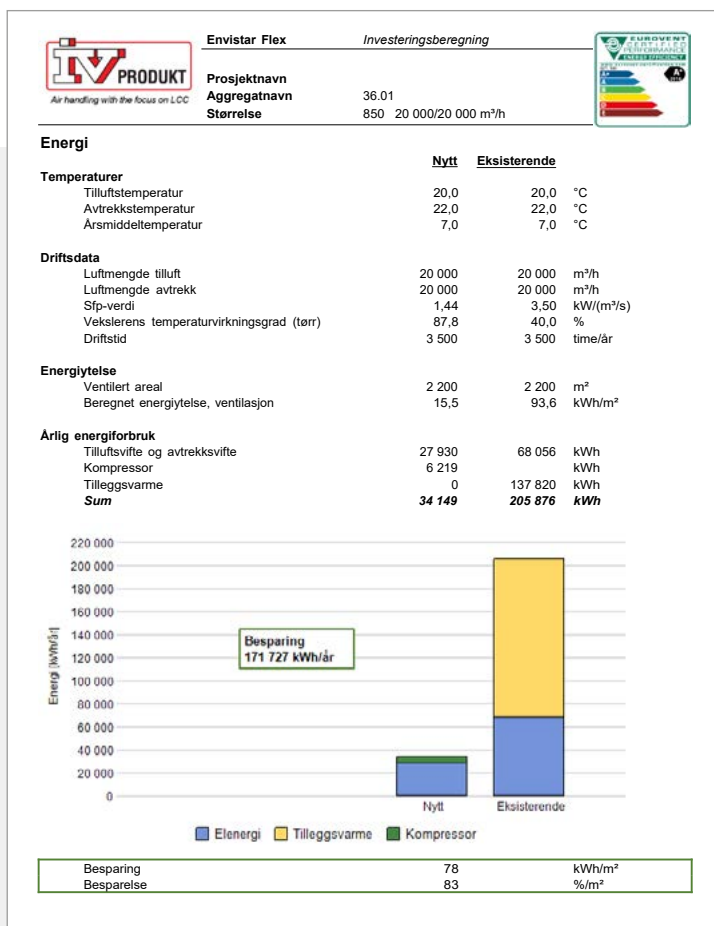 IV PRODUKT
Air handling with the focus on LCC
Envistar Flex Investeringsberegning
Prosjektnavn
Aggregatnavn 36.01
Størrelse 850 20 000/20 000 m³/h
EUROVENT
CERTIFIED
PERFORMANCE
ENERGY EFFICIENCY
A+
Energi
Nytt Eksisterende
Temperaturer
Tilluftstemperatur 20,0 20,0 °C
Avtrekkstemperatur 22,0 22,0 °C
Årsmiddeltemperatur 7,0 7,0 °C
Driftsdata
Luftmengde tilluft 20 000 20 000 m³/h
Luftmengde avtrekk 20 000 20 000 m³/h
Sfp-verdi 1,44 3,50 kW/(m³/s)
Vekslerens temperaturvirkningsgrad (tørr) 87,8 40,0 %
Driftstid 3 500 3 500 time/år
Energiytelse
Ventilert areal 2 200 2 200 m²
Beregnet energiytelse, ventilasjon 15,5 93,6 kWh/m²
Årlig energiforbruk
Tilluftsvifte og avtrekksvifte 27 930 68 056 kWh
Kompressor 6 219 kWh
Tilleggsvarme 0 137 820 kWh
Sum 34 149 205 876 kWh
220 000
200 000
180 000
160 000
140 000
120 000
100 000
80 000
60 000
40 000
20 000
0
Energi [kWh/år]
Besparing
171 727 kWh/år
Nytt Eksisterende
Elenergi Tilleggsvarme Kompressor
Besparing 78 kWh/m²
Besparelse 83 %/m²